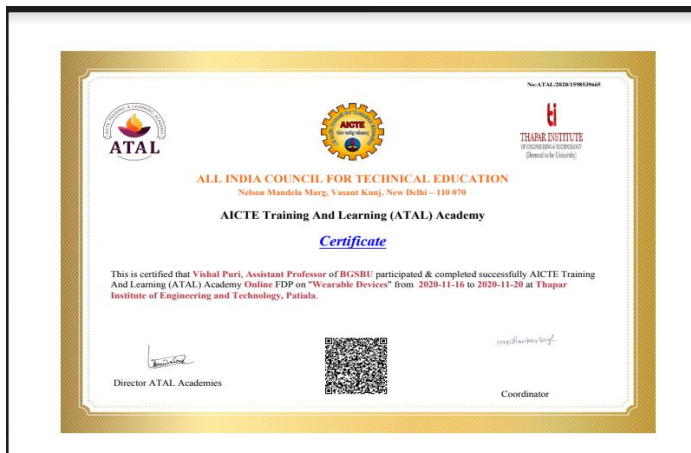 No:ATAL/2020/1598539665
ATAL
AICTE
THAPAR INSTITUTE
OF ENGINEERING & TECHNOLOGY
(Deemed to be University)
ALL INDIA COUNCIL FOR TECHNICAL EDUCATION
Nelson Mandela Marg, Vasant Kunj, New Delhi – 110 070
AICTE Training And Learning (ATAL) Academy
Certificate
This is certified that Vishal Puri, Assistant Professor of BGSBU participated & completed successfully AICTE Training
And Learning (ATAL) Academy Online FDP on "Wearable Devices" from 2020-11-16 to 2020-11-20 at Thapar
Institute of Engineering and Technology, Patiala.
Director ATAL Academies
Coordinator